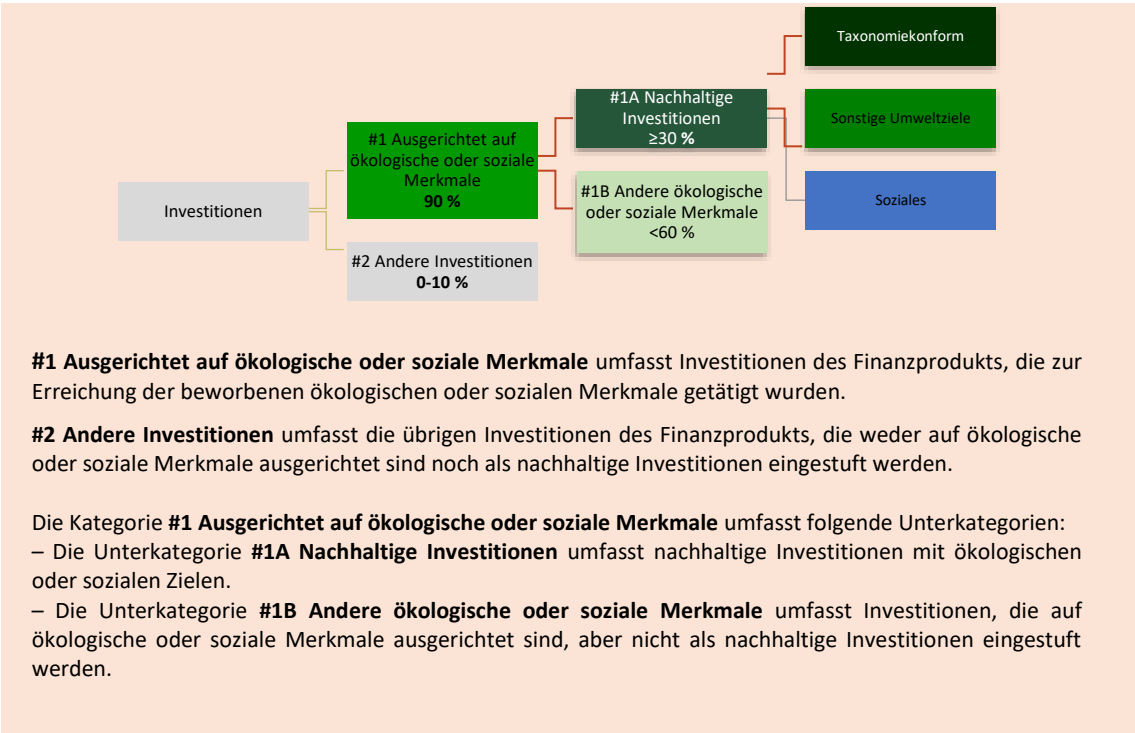 Taxonomiekonform
#1A Nachhaltige
Investitionen
≥30 %
Sonstige Umweltziele
#1 Ausgerichtet auf
ökologische oder soziale
Merkmale
90 %
#1B Andere ökologische
oder soziale Merkmale
<60 %
Soziales
Investitionen
#2 Andere Investitionen
0-10 %
#1 Ausgerichtet auf ökologische oder soziale Merkmale umfasst Investitionen des Finanzprodukts, die zur
Erreichung der beworbenen ökologischen oder sozialen Merkmale getätigt wurden.
#2 Andere Investitionen umfasst die übrigen Investitionen des Finanzprodukts, die weder auf ökologische
oder soziale Merkmale ausgerichtet sind noch als nachhaltige Investitionen eingestuft werden.
Die Kategorie #1 Ausgerichtet auf ökologische oder soziale Merkmale umfasst folgende Unterkategorien:
– Die Unterkategorie #1A Nachhaltige Investitionen umfasst nachhaltige Investitionen mit ökologischen
oder sozialen Zielen.
– Die Unterkategorie #1B Andere ökologische oder soziale Merkmale umfasst Investitionen, die auf
ökologische oder soziale Merkmale ausgerichtet sind, aber nicht als nachhaltige Investitionen eingestuft
werden.